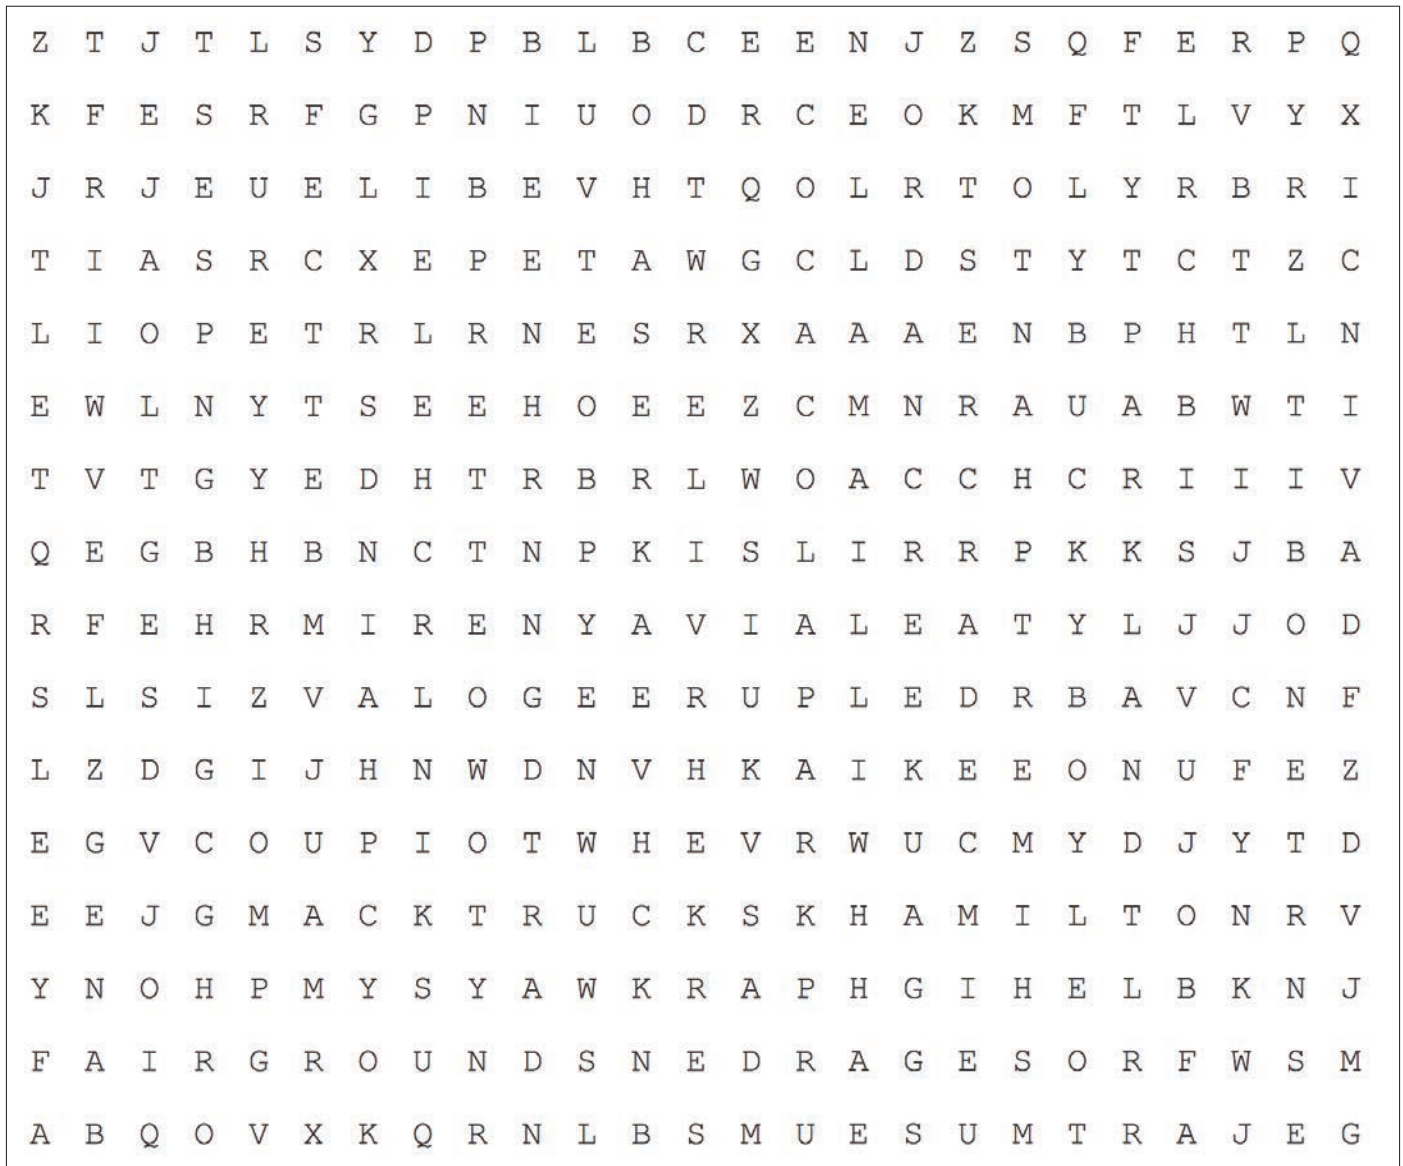 Z T J T L S Y D P B L B C E E N J Z S Q F E R P Q
K F E S R F G P N I U O D R C E O K M F T L V Y X
J R J E U E L I B E V H T Q O L R T O L Y R B R I
T I A S R C X E P E T A W G C L D S T Y T C T Z C
L I O P E T R L R N E S R X A A A E N B P H T L N
E W L N Y T S E E H O E E Z C M N R A U A B W T I
T V T G Y E D H T R B R L W O A C C H C R I I I V
Q E G B H B N C T N P K I S L I R R P K K S J B A
R F E H R M I R E N Y A V I A L E A T Y L J J O D
S L S I Z V A L O G E E R U P L E D R B A V C N F
L Z D G I J H N W D N V H K A I K E E O N U F E Z
E G V C O U P I O T W H E V R W U C M Y D J Y T D
E E J G M A C K T R U C K S K H A M I L T O N R V
Y N O H P M Y S Y A W K R A P H G I H E L B K N J
F A I R G R O U N D S N E D R A G E S O R F W S M
A B Q O V X K Q R N L B S M U E S U M T R A J E G